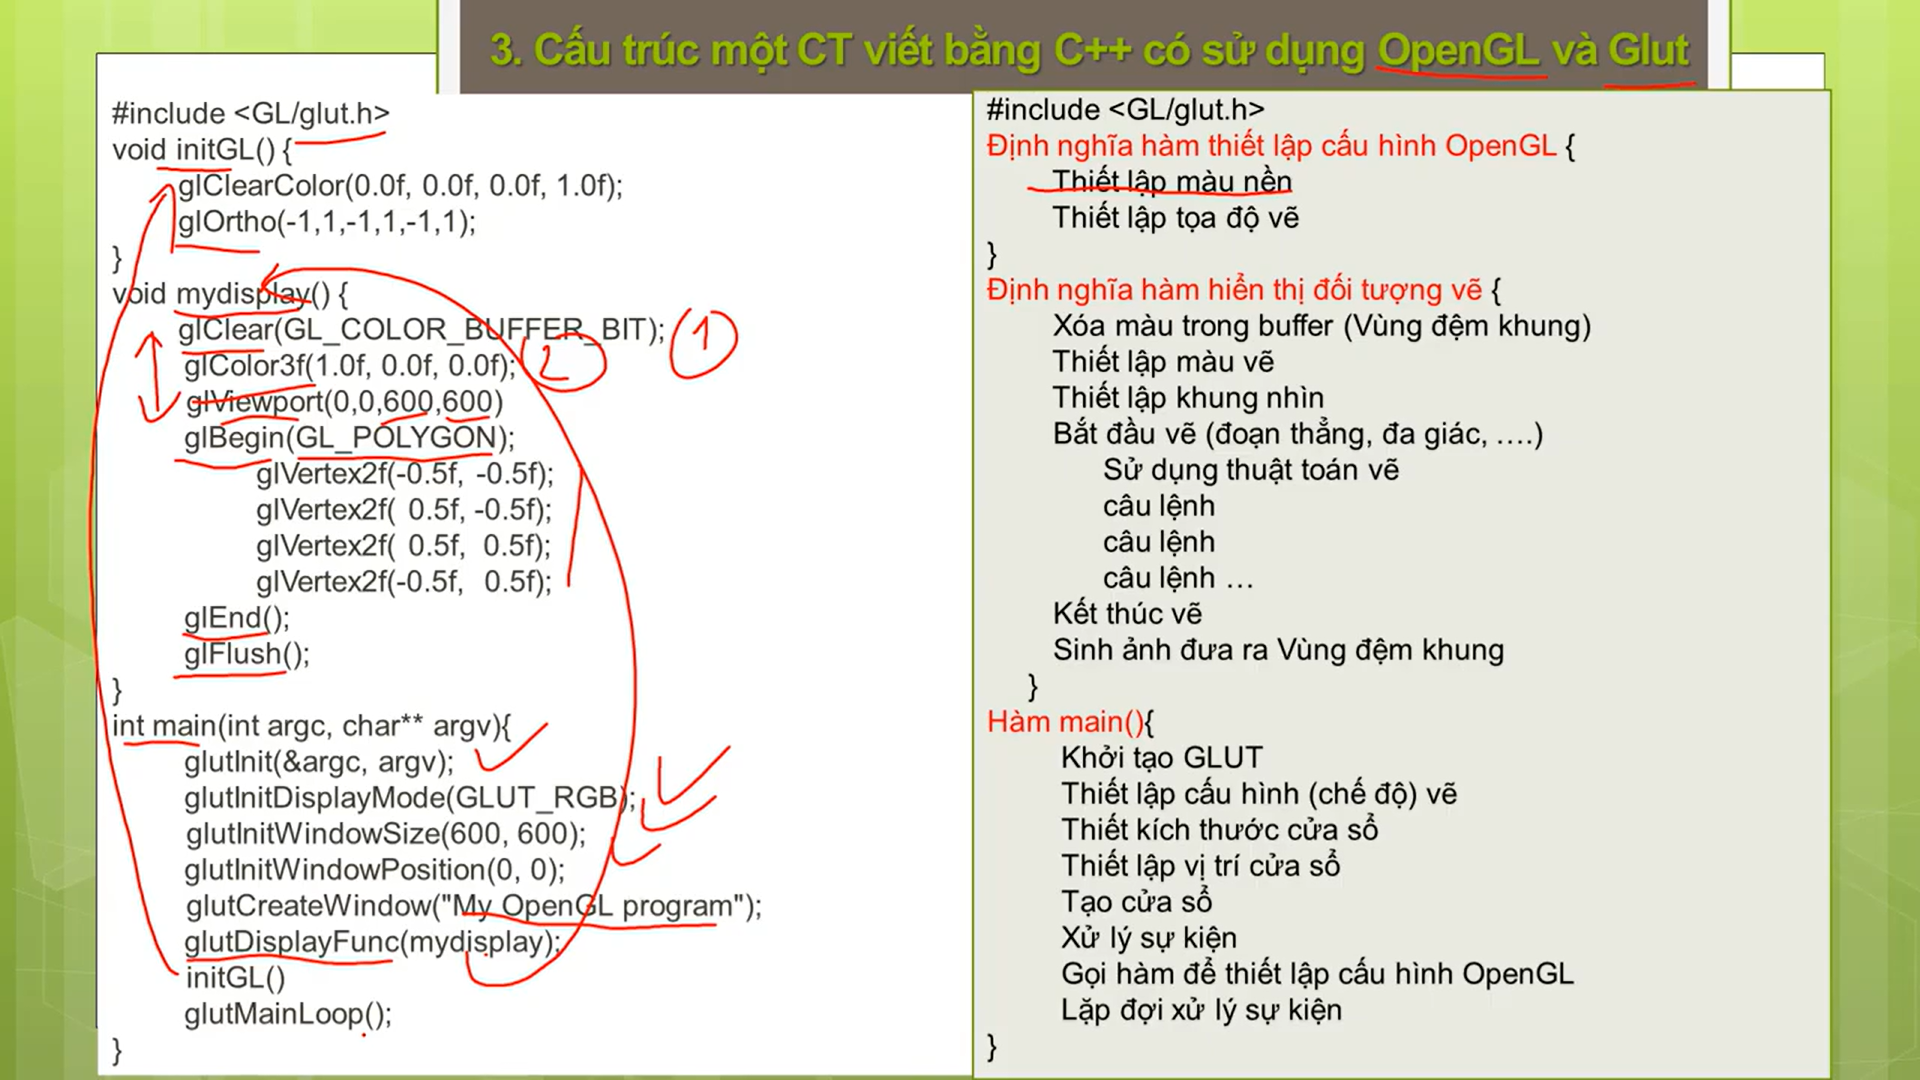 3. Cấu trúc một CT viết bằng C++ có sử dụng OpenGL và Glut
#include <GL/glut.h>
void initGL() {
glClearColor(0.0f, 0.0f, 0.0f, 1.0f);
glOrtho(-1,1,-1,1,-1,1);
}
void mydisplay() {
glClear(GL_COLOR_BUFFER_BIT); 1
glColor3f(1.0f, 0.0f, 0.0f); 2
glViewport(0,0,600,600)
glBegin(GL_POLYGON);
glVertex2f(-0.5f, -0.5f);
glVertex2f( 0.5f, -0.5f);
glVertex2f( 0.5f, 0.5f);
glVertex2f(-0.5f, 0.5f);
glEnd();
glFlush();
}
int main(int argc, char** argv){
glutInit(&argc, argv);
glutInitDisplayMode(GLUT_RGB);
glutInitWindowSize(600, 600);
glutInitWindowPosition(0, 0);
glutCreateWindow("My OpenGL program");
glutDisplayFunc(mydisplay);
initGL()
glutMainLoop();
}
#include <GL/glut.h>
Định nghĩa hàm thiết lập cấu hình OpenGL {
Thiết lập màu nền
Thiết lập tọa độ vẽ
}
Định nghĩa hàm hiển thị đối tượng vẽ {
Xóa màu trong buffer (Vùng đệm khung)
Thiết lập màu vẽ
Thiết lập khung nhìn
Bắt đầu vẽ (đoạn thẳng, đa giác, ….)
Sử dụng thuật toán vẽ
câu lệnh
câu lệnh
câu lệnh …
Kết thúc vẽ
Sinh ảnh đưa ra Vùng đệm khung
}
Hàm main(){
Khởi tạo GLUT
Thiết lập cấu hình (chế độ) vẽ
Thiết kích thước cửa sổ
Thiết lập vị trí cửa sổ
Tạo cửa sổ
Xử lý sự kiện
Gọi hàm để thiết lập cấu hình OpenGL
Lặp đợi xử lý sự kiện
}